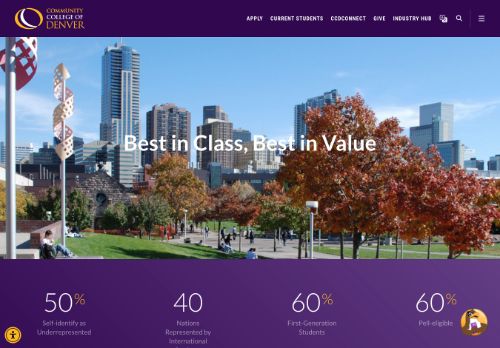 COMMUNITY
COLLEGE OF
DENVER
APPLY CURRENT STUDENTS CCDCONNECT GIVE INDUSTRY HUB
Best in Class, Best in Value
50%
Self-identify as
Underrepresented
40
Nations
Represented by
International
60%
First-Generation
Students
60%
Pell-eligible